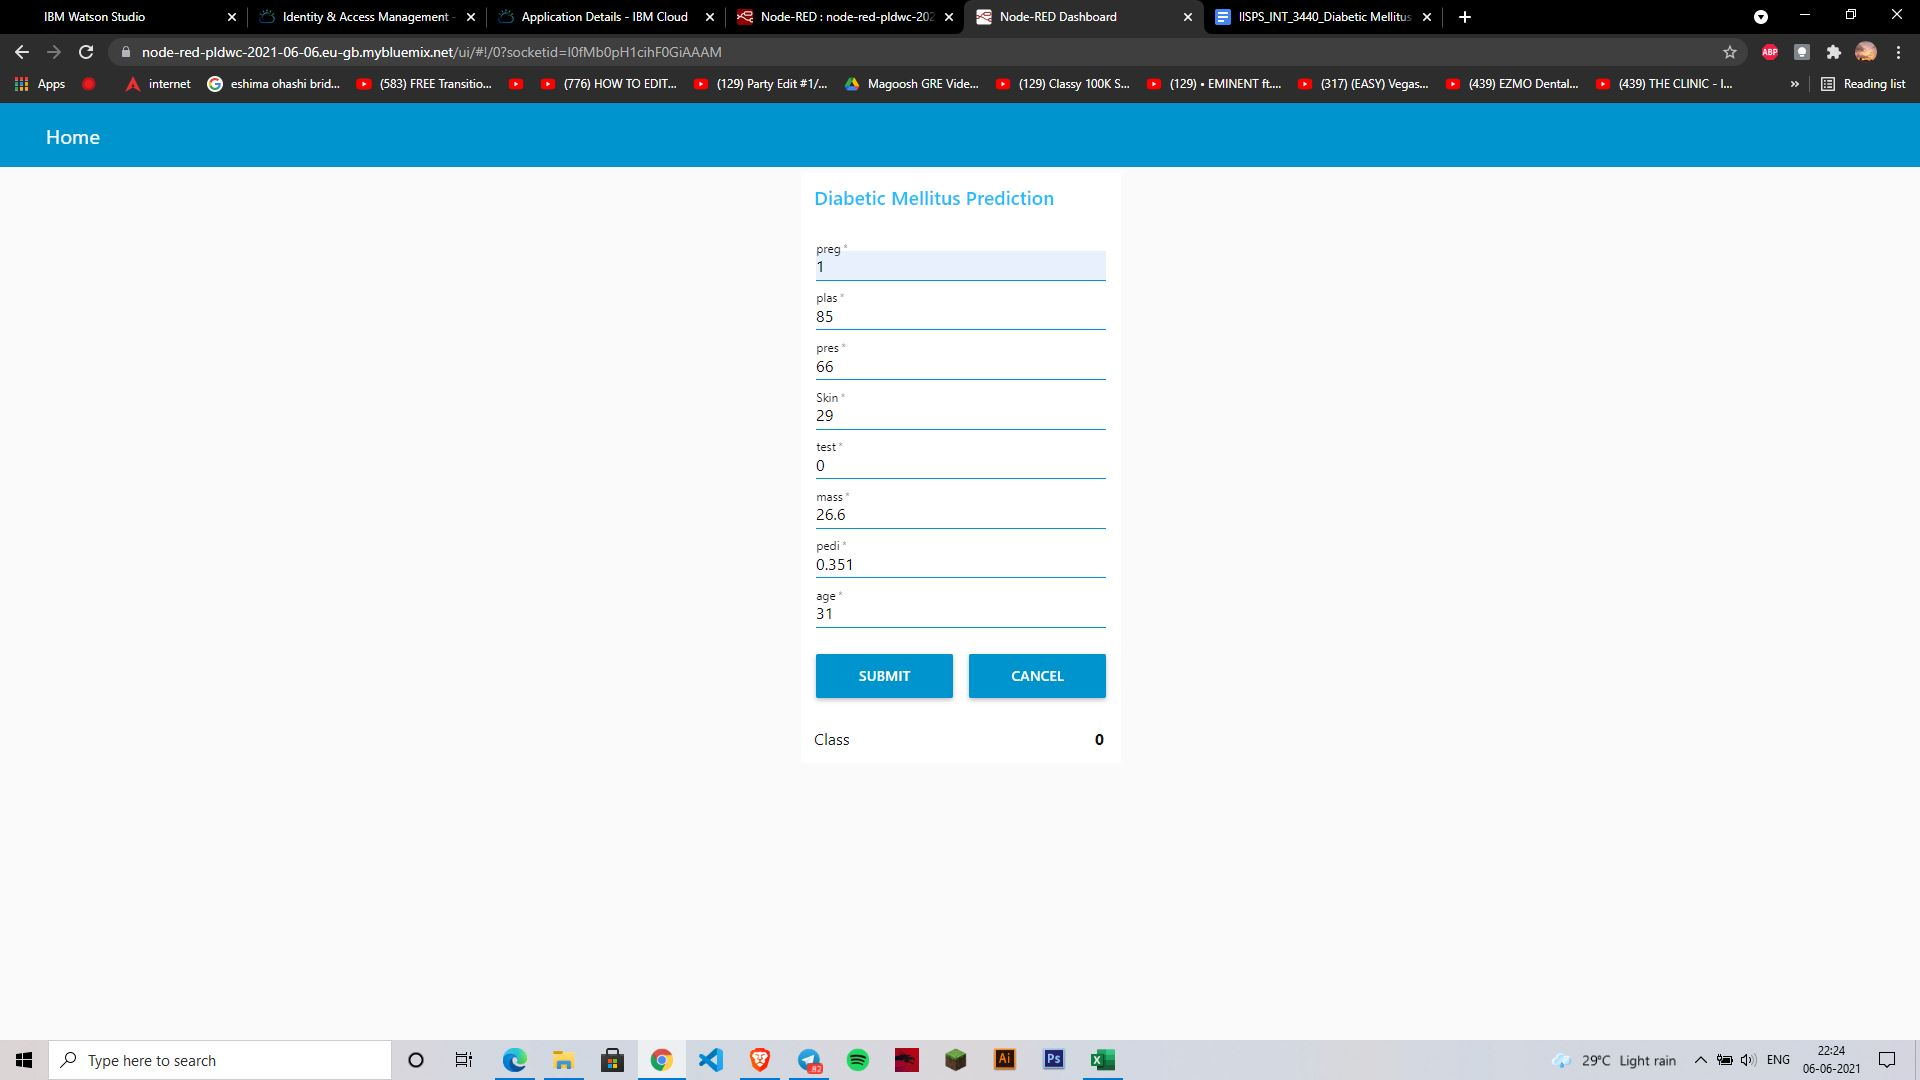 IBM Watson Studio
Identity & Access Management -
Application Details - IBM Cloud
Node-RED : node-red-pldwc-202
Node-RED Dashboard
IISPS_INT_3440_Diabetic Mellitus
node-red-pldwc-2021-06-06.eu-gb.mybluemix.net/ui/#!/0?socketid=I0fMb0pH1cihF0GiAAAM
ABP
Apps
internet
eshima ohashi brid...
(583) FREE Transitio...
(776) HOW TO EDIT...
(129) Party Edit #1/...
Magoosh GRE Vide...
(129) Classy 100K S...
(129) • EMINENT ft....
(317) (EASY) Vegas...
(439) EZMO Dental...
(439) THE CLINIC - I...
»
Reading list
Home
Diabetic Mellitus Prediction
preg *
1
plas *
85
pres *
66
Skin *
29
test *
0
mass *
26.6
pedi *
0.351
age *
31
SUBMIT
CANCEL
Class 0
Type here to search
82
Ai
Ps
29°C Light rain
ENG
22:24
06-06-2021